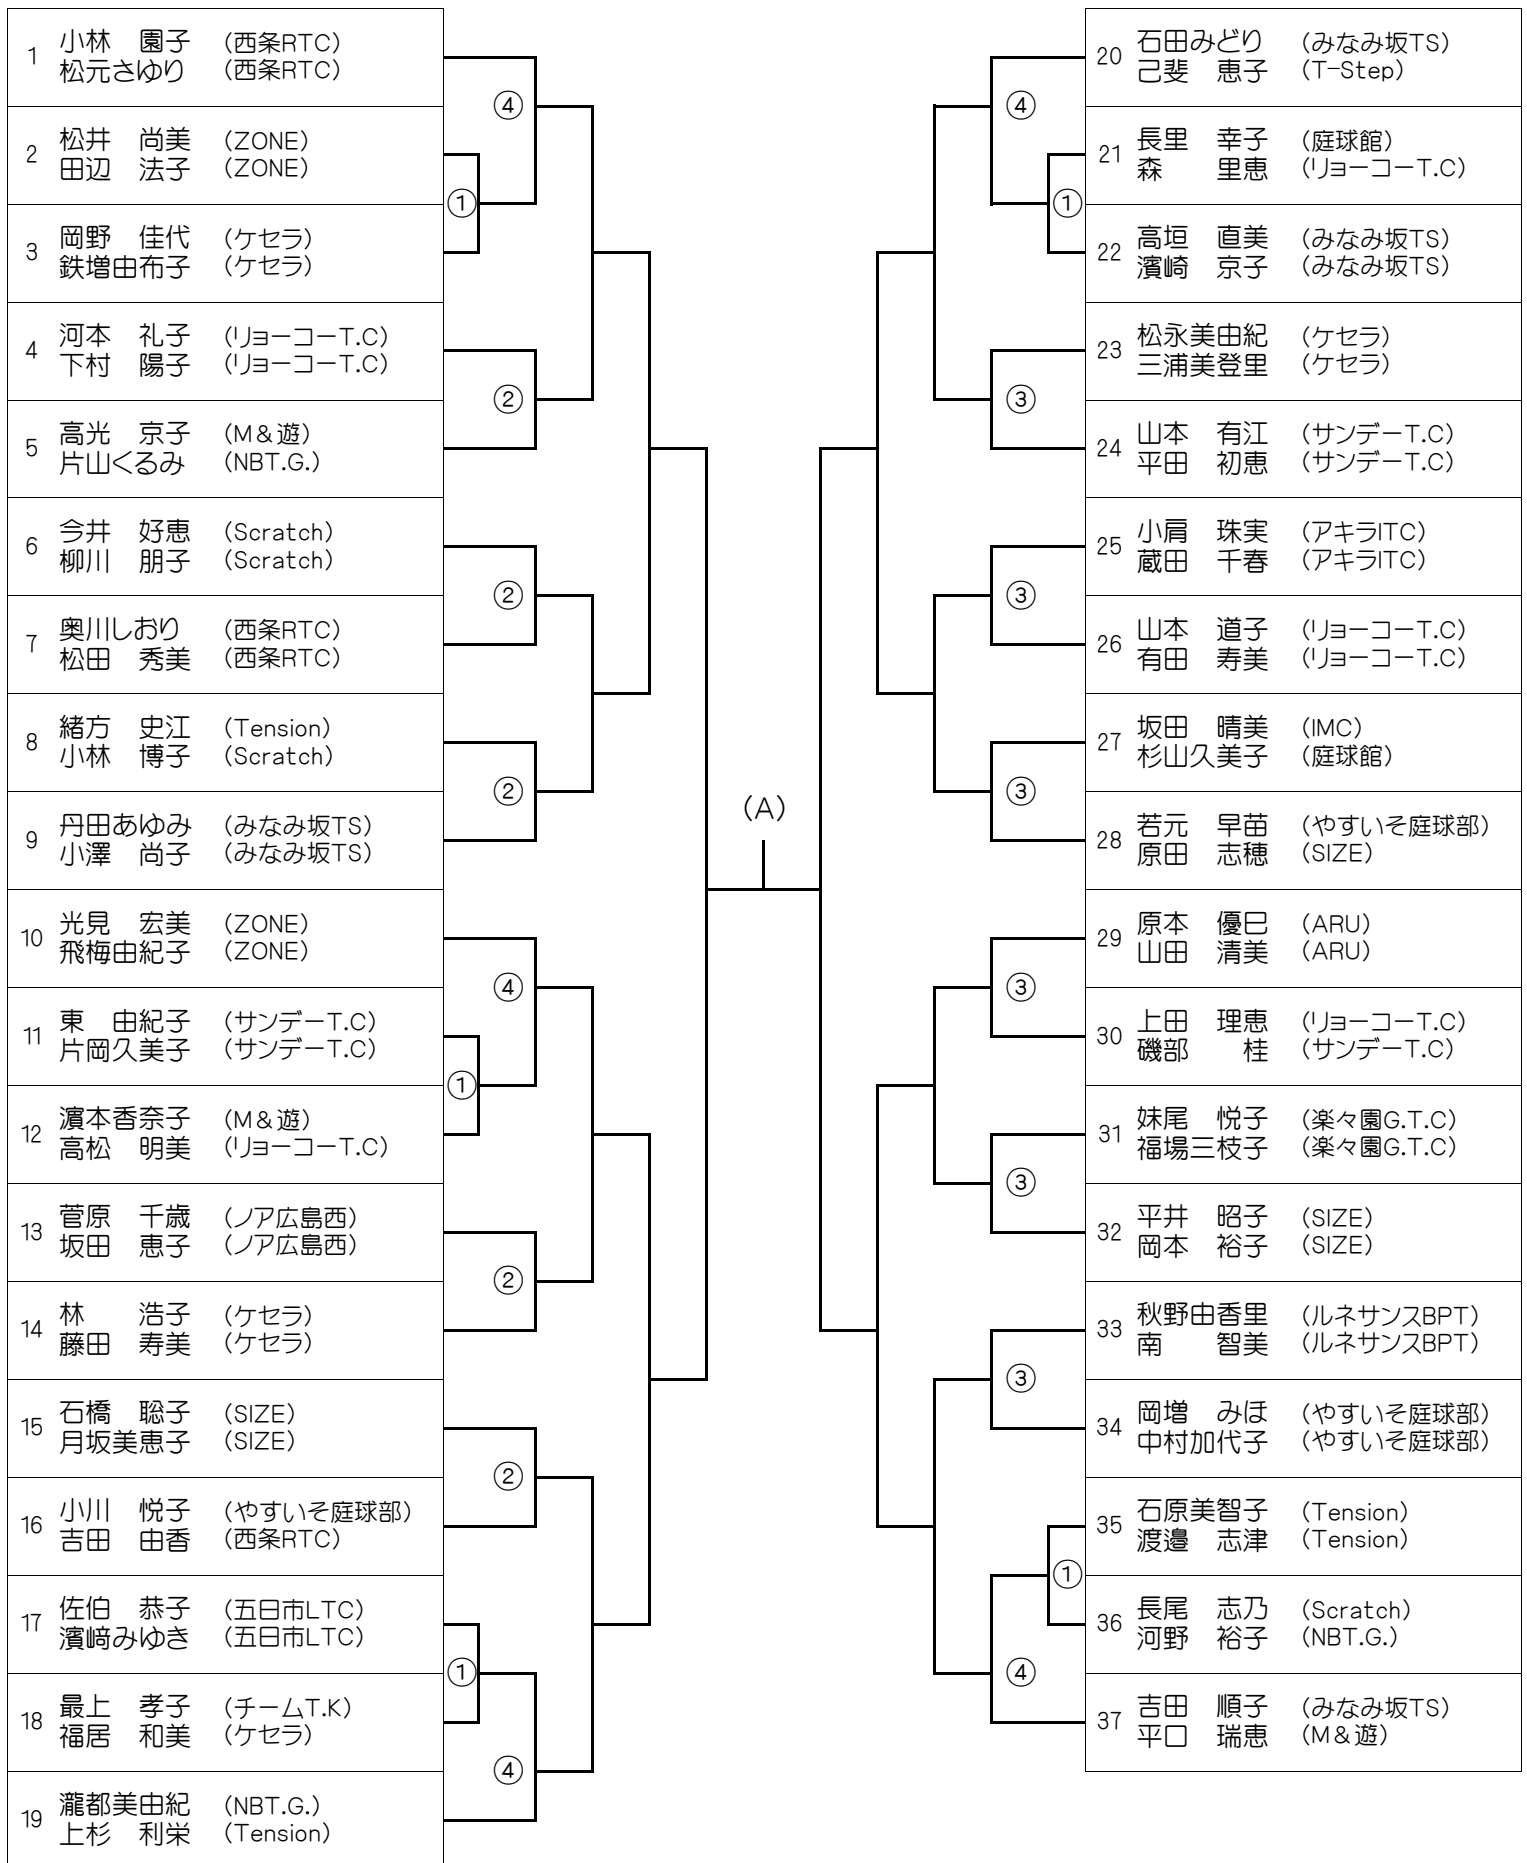 1 小林 園子 (西条RTC)
松元さゆり (西条RTC)
2 松井 尚美 (ZONE)
田辺 法子 (ZONE)
3 岡野 佳代 (ケセラ)
鉄増由布子 (ケセラ)
4 河本 礼子 (リョーコーT.C)
下村 陽子 (リョーコーT.C)
5 高光 京子 (M&遊)
片山くるみ (NBT.G.)
6 今井 好恵 (Scratch)
柳川 朋子 (Scratch)
7 奥川しおり (西条RTC)
松田 秀美 (西条RTC)
8 緒方 史江 (Tension)
小林 博子 (Scratch)
9 丹田あゆみ (みなみ坂TS)
小澤 尚子 (みなみ坂TS)
10 光見 宏美 (ZONE)
飛梅由紀子 (ZONE)
11 東 由紀子 (サンデーT.C)
片岡久美子 (サンデーT.C)
12 濵本香奈子 (M&遊)
高松 明美 (リョーコーT.C)
13 菅原 千歳 (ノア広島西)
坂田 恵子 (ノア広島西)
14 林 浩子 (ケセラ)
藤田 寿美 (ケセラ)
15 石橋 聡子 (SIZE)
月坂美恵子 (SIZE)
16 小川 悦子 (やすいそ庭球部)
吉田 由香 (西条RTC)
17 佐伯 恭子 (五日市LTC)
濱﨑みゆき (五日市LTC)
18 最上 孝子 (チームT.K)
福居 和美 (ケセラ)
19 瀧都美由紀 (NBT.G.)
上杉 利栄 (Tension)
④
①
②
②
②
④
①
②
②
①
④
(A)
④
①
③
③
③
③
③
③
①
④
20 石田みどり (みなみ坂TS)
己斐 恵子 (T-Step)
21 長里 幸子 (庭球館)
森 里恵 (リョーコーT.C)
22 高垣 直美 (みなみ坂TS)
濱崎 京子 (みなみ坂TS)
23 松永美由紀 (ケセラ)
三浦美登里 (ケセラ)
24 山本 有江 (サンデーT.C)
平田 初恵 (サンデーT.C)
25 小肩 珠実 (アキラITC)
蔵田 千春 (アキラITC)
26 山本 道子 (リョーコーT.C)
有田 寿美 (リョーコーT.C)
27 坂田 晴美 (IMC)
杉山久美子 (庭球館)
28 若元 早苗 (やすいそ庭球部)
原田 志穂 (SIZE)
29 原本 優巳 (ARU)
山田 清美 (ARU)
30 上田 理恵 (リョーコーT.C)
磯部 桂 (サンデーT.C)
31 妹尾 悦子 (楽々園G.T.C)
福場三枝子 (楽々園G.T.C)
32 平井 昭子 (SIZE)
岡本 裕子 (SIZE)
33 秋野由香里 (ルネサンスBPT)
南 智美 (ルネサンスBPT)
34 岡増 みほ (やすいそ庭球部)
中村加代子 (やすいそ庭球部)
35 石原美智子 (Tension)
渡邉 志津 (Tension)
36 長尾 志乃 (Scratch)
河野 裕子 (NBT.G.)
37 吉田 順子 (みなみ坂TS)
平口 瑞恵 (M&遊)